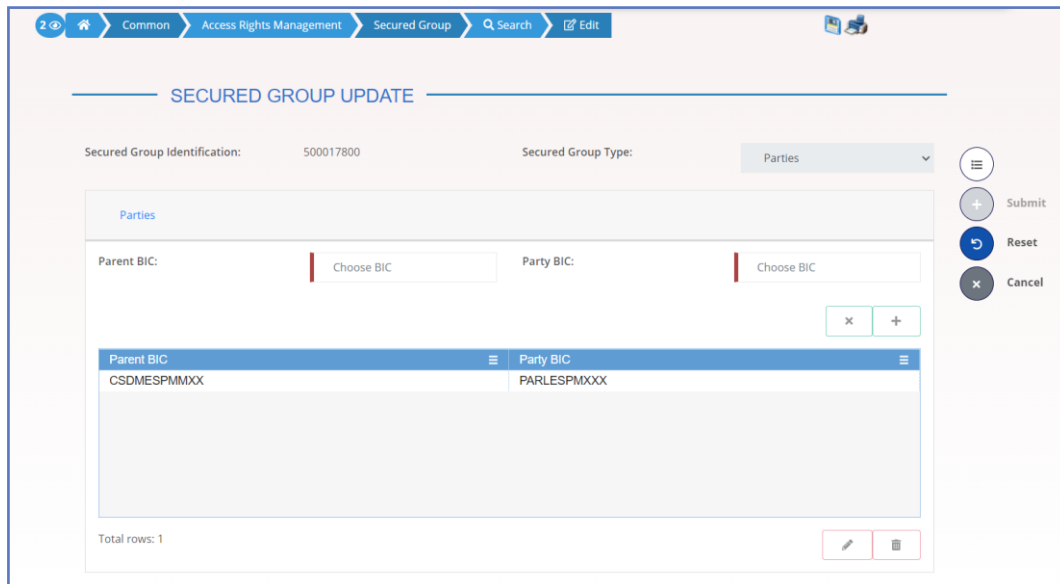 2 Common Access Rights Management Secured Group Search Edit
SECURED GROUP UPDATE
Secured Group Identification: 500017800 Secured Group Type: Parties
Submit
Parties
Reset
Parent BIC: Choose BIC Party BIC: Choose BIC
Cancel
Parent BIC Party BIC
CSDMESPMMXX PARLESPMXXX
Total rows: 1